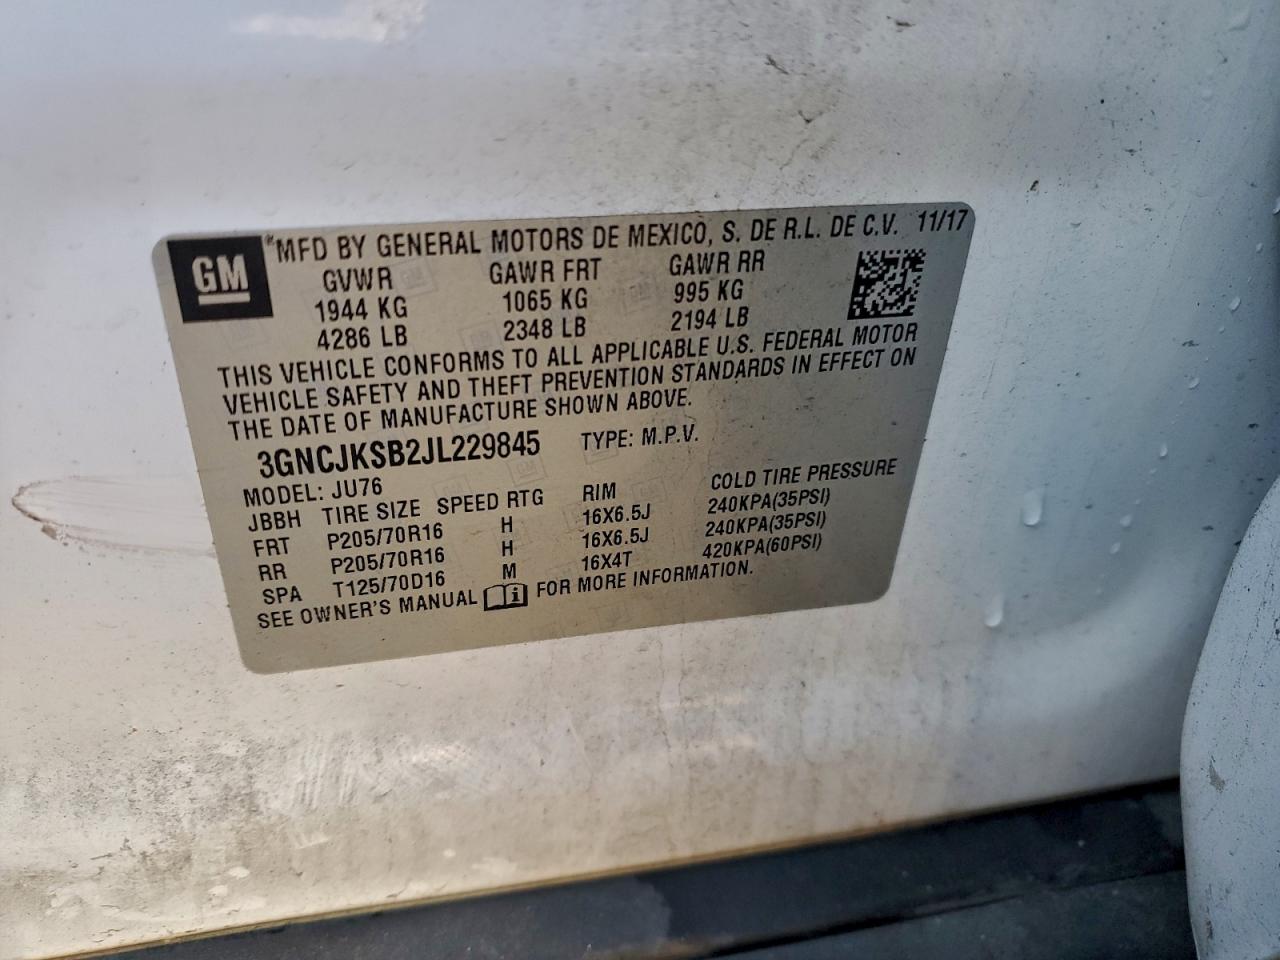 GM
*MFD BY GENERAL MOTORS DE MEXICO, S. DE R.L. DE C.V. 11/17
GVWR GAWR FRT GAWR RR
1944 KG 1065 KG 995 KG
4286 LB 2348 LB 2194 LB
THIS VEHICLE CONFORMS TO ALL APPLICABLE U.S. FEDERAL MOTOR
VEHICLE SAFETY AND THEFT PREVENTION STANDARDS IN EFFECT ON
THE DATE OF MANUFACTURE SHOWN ABOVE.
3GNCJKSB2JL229845 TYPE: M.P.V.
MODEL: JU76
JBBH TIRE SIZE SPEED RTG RIM COLD TIRE PRESSURE
FRT P205/70R16 H 16X6.5J 240KPA(35PSI)
RR P205/70R16 H 16X6.5J 240KPA(35PSI)
SPA T125/70D16 M 16X4T 420KPA(60PSI)
SEE OWNER'S MANUAL i FOR MORE INFORMATION.